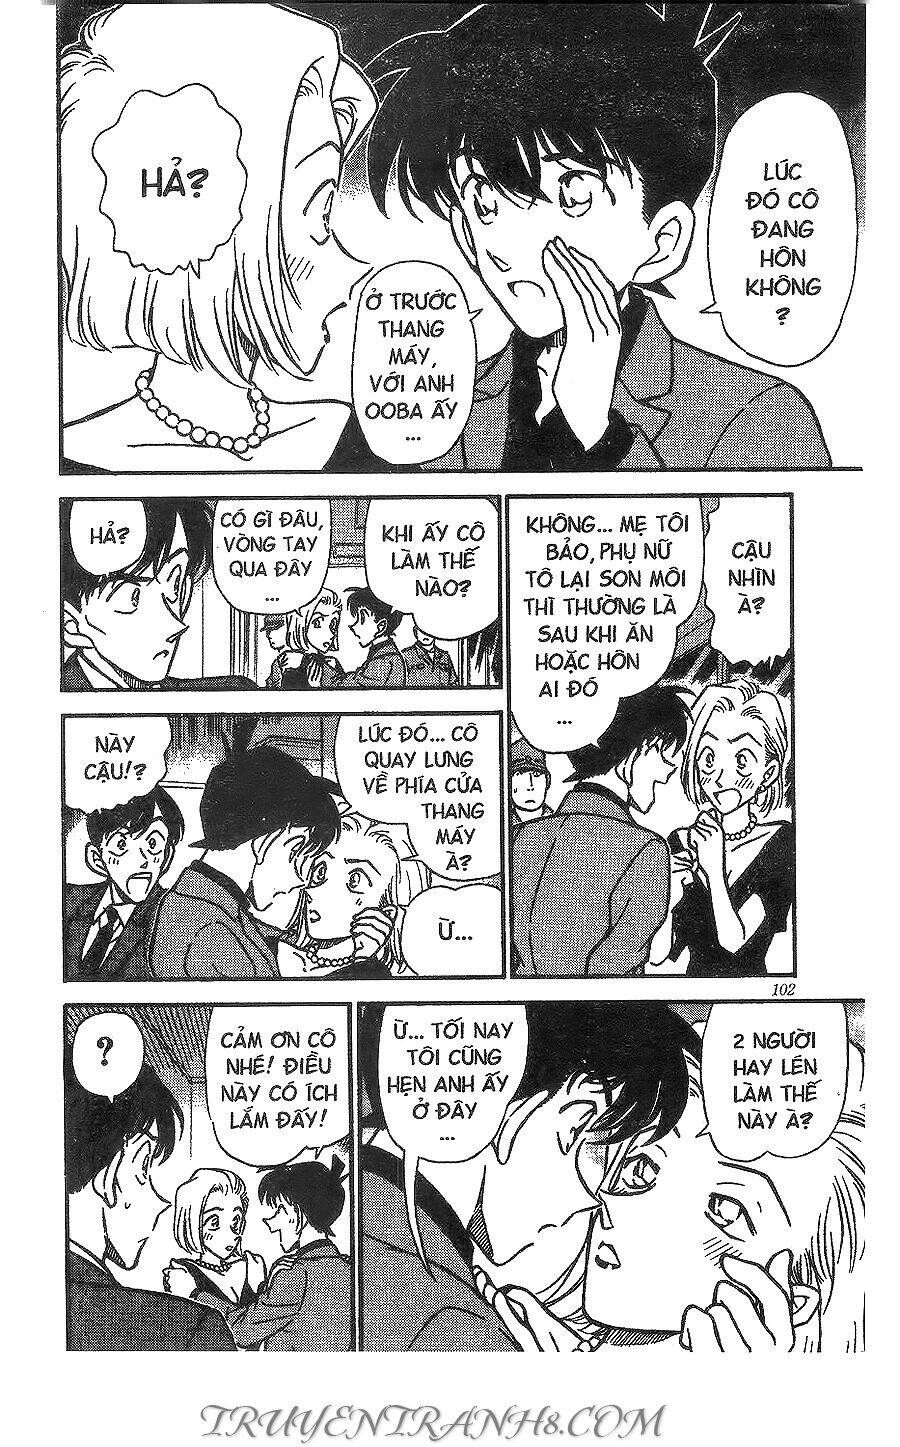 LÚC
ĐÓ CÔ
ĐANG
HÔN
KHÔNG
?
HẢ?
Ở TRƯỚC
THANG
MÁY,
VỚI ANH
OOBA ẤY
...
CẬU
NHÌN
À?
KHÔNG... MẸ TÔI
BẢO, PHỤ NỮ
TÔ LẠI SON MÔI
THÌ THƯỜNG LÀ
SAU KHI ĂN
HOẶC HÔN
AI ĐÓ
...
KHI ẤY CÔ
LÀM THẾ
NÀO?
CÓ GÌ ĐÂU,
VÒNG TAY
QUA ĐÂY
...
HẢ?
LÚC ĐÓ... CÔ
QUAY LƯNG
VỀ PHÍA CỬA
THANG
MÁY
À?
Ừ...
NÀY
CẬU!?
102
2 NGƯỜI
HAY LÉN
LÀM THẾ
NÀY À?
Ừ... TỐI NAY
TÔI CŨNG
HẸN ANH ẤY
Ở ĐÂY
...
CẢM ƠN CÔ
NHÉ! ĐIỀU
NÀY CÓ ÍCH
LẮM ĐẤY!
?
TRUYENTRANH8.COM